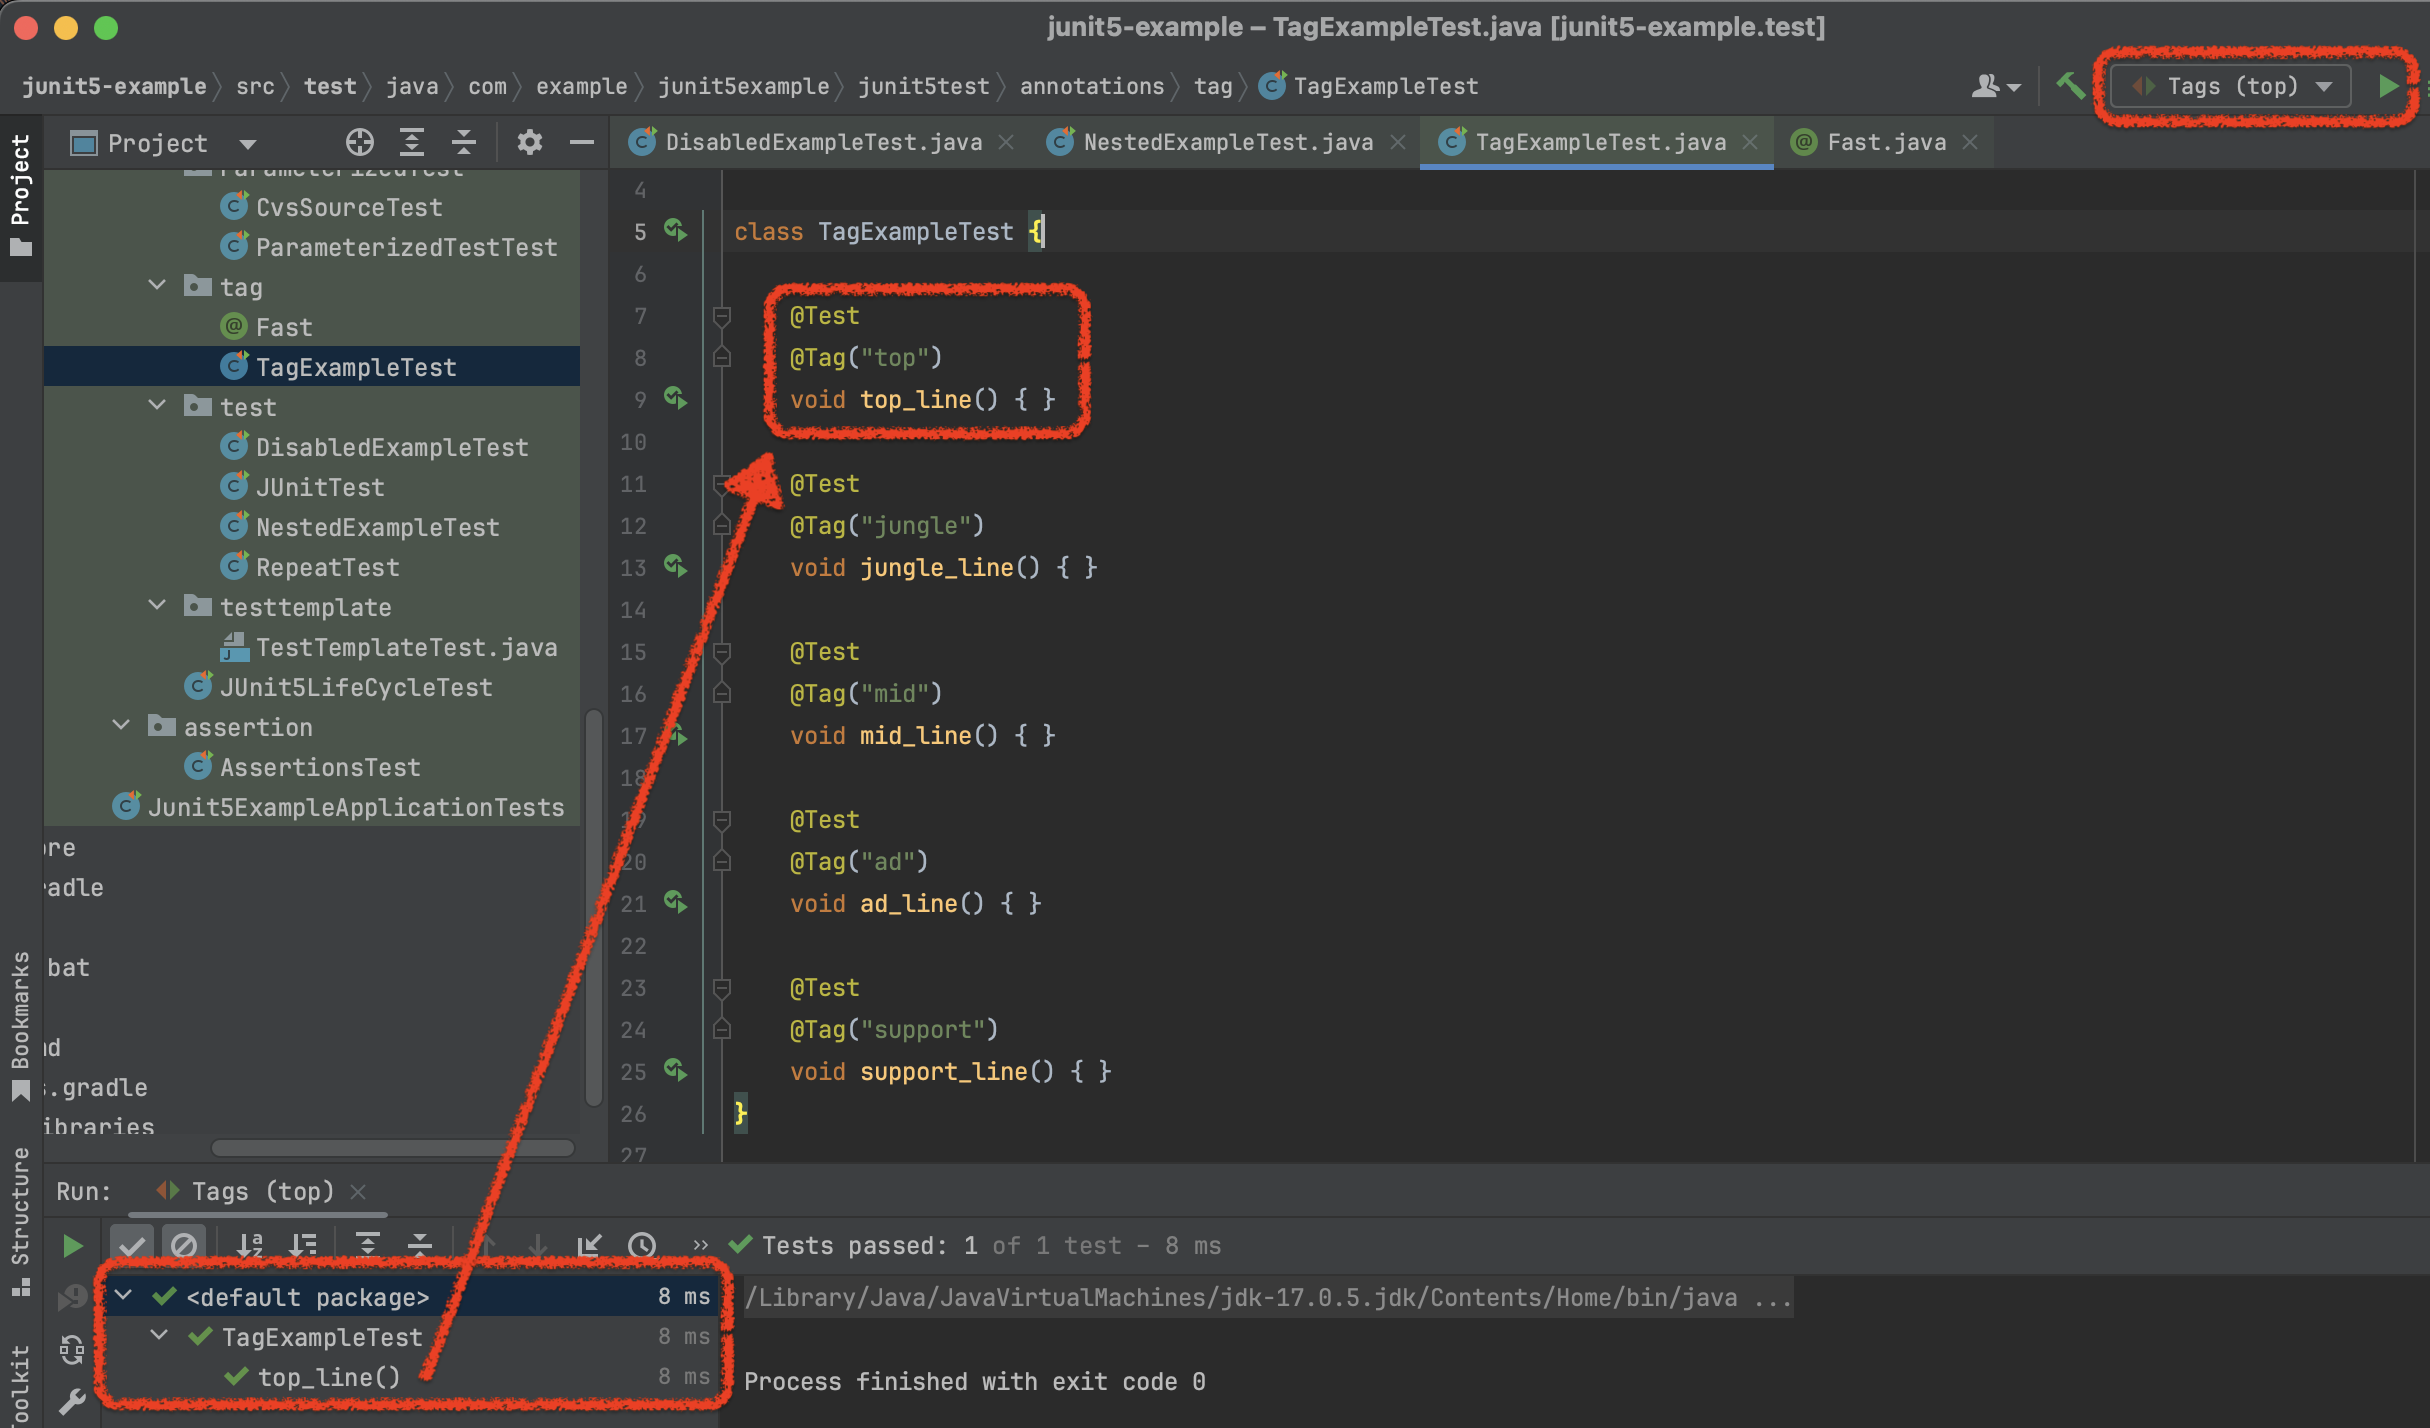 junit5-example – TagExampleTest.java [junit5-example.test]
junit5-example src test java com example junit5example junit5test annotations tag TagExampleTest
Tags (top)
Project
Project
DisabledExampleTest.java
NestedExampleTest.java
TagExampleTest.java
Fast.java
ParameterizedTest
CvsSourceTest
ParameterizedTestTest
tag
Fast
TagExampleTest
test
DisabledExampleTest
JUnitTest
NestedExampleTest
RepeatTest
testtemplate
TestTemplateTest.java
JUnit5LifeCycleTest
assertion
AssertionsTest
Junit5ExampleApplicationTests
re
adle
bat
d
.gradle
ibraries
Bookmarks
Structure
oolkit
4
5 class TagExampleTest {
6
7 @Test
8 @Tag("top")
9 void top_line() { }
10
11 @Test
12 @Tag("jungle")
13 void jungle_line() { }
14
15 @Test
16 @Tag("mid")
17 void mid_line() { }
18
19 @Test
20 @Tag("ad")
21 void ad_line() { }
22
23 @Test
24 @Tag("support")
25 void support_line() { }
26 }
27
Run: Tags (top)
Tests passed: 1 of 1 test – 8 ms
<default package> 8 ms
TagExampleTest 8 ms
top_line() 8 ms
/Library/Java/JavaVirtualMachines/jdk-17.0.5.jdk/Contents/Home/bin/java ...
Process finished with exit code 0